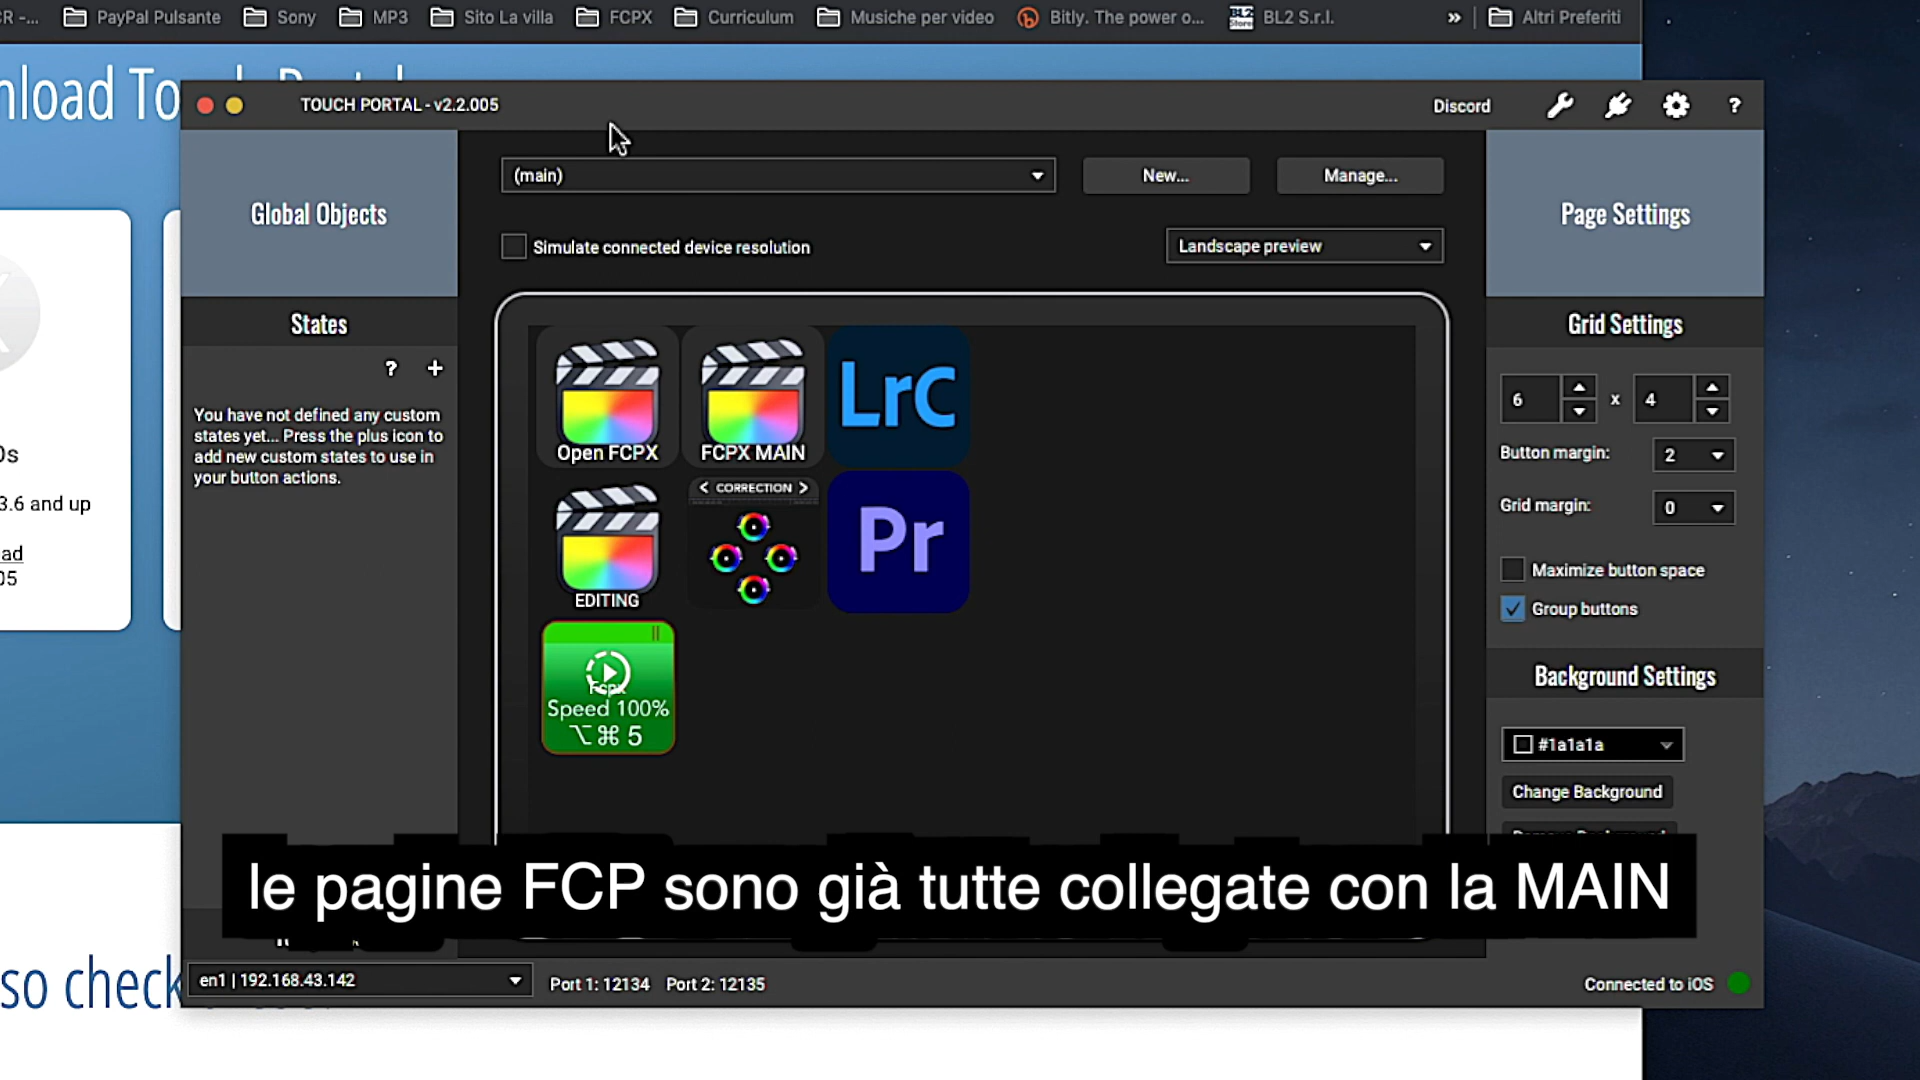 PayPal Pulsante
Sony
MP3
Sito La villa
FCPX
Curriculum
Musiche per video
Bitly. The power o...
BL2 S.r.l.
»
Altri Preferiti
TOUCH PORTAL - v2.2.005
Discord
?
Global Objects
(main)
New...
Manage...
Page Settings
Simulate connected device resolution
Landscape preview
States
? +
You have not defined any custom
states yet... Press the plus icon to
add new custom states to use in
your button actions.
Grid Settings
6 x 4
Button margin: 2
Grid margin: 0
Maximize button space
Group buttons
Background Settings
#1a1a1a
Change Background
Open FCPX
FCPX MAIN
LrC
EDITING
< CORRECTION >
Pr
Fcpx
Speed 100%
⌥⌘ 5
3.6 and up
le pagine FCP sono già tutte collegate con la MAIN
so check
en1 | 192.168.43.142
Port 1: 12134
Port 2: 12135
Connected to iOS